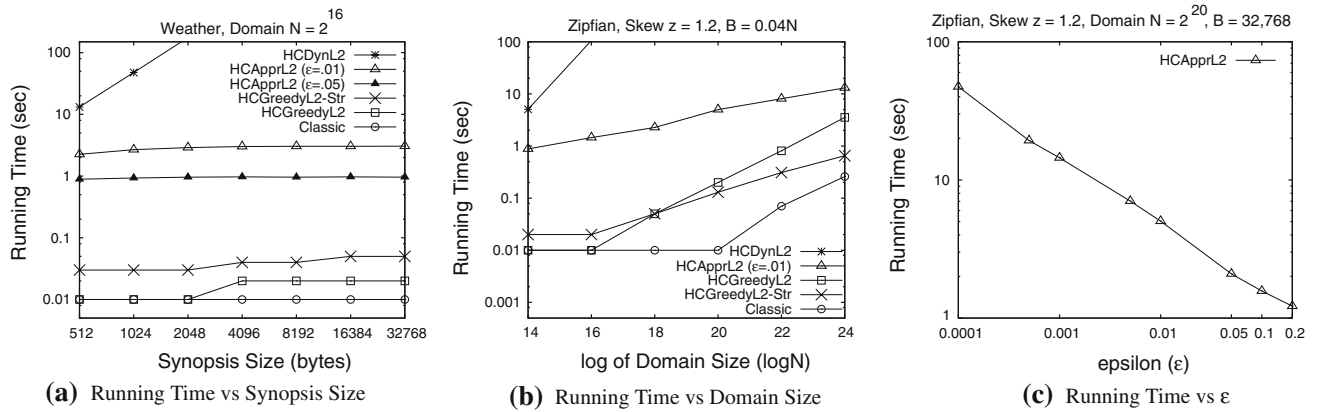 Weather, Domain N = 2^16
100
10
1
0.1
0.01
Running Time (sec)
HCDynL2
HCApprL2 (ε=.01)
HCApprL2 (ε=.05)
HCGreedyL2-Str
HCGreedyL2
Classic
512 1024 2048 4096 8192 16384 32768
Synopsis Size (bytes)
(a) Running Time vs Synopsis Size
Zipfian, Skew z = 1.2, B = 0.04N
100
10
1
0.1
0.01
0.001
Running Time (sec)
HCDynL2
HCApprL2 (ε=.01)
HCGreedyL2
HCGreedyL2-Str
Classic
14 16 18 20 22 24
log of Domain Size (logN)
(b) Running Time vs Domain Size
Zipfian, Skew z = 1.2, Domain N = 2^20, B = 32,768
100
10
1
Running Time (sec)
HCApprL2
0.0001 0.001 0.01 0.05 0.1 0.2
epsilon (ε)
(c) Running Time vs ε